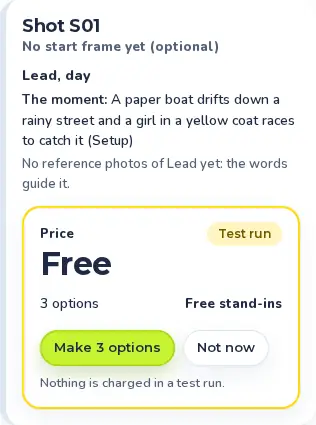 Shot S01
No start frame yet (optional)
Lead, day
The moment: A paper boat drifts down a
rainy street and a girl in a yellow coat races
to catch it (Setup)
No reference photos of Lead yet: the words
guide it.
Price
Test run
Free
3 options
Free stand-ins
Make 3 options
Not now
Nothing is charged in a test run.